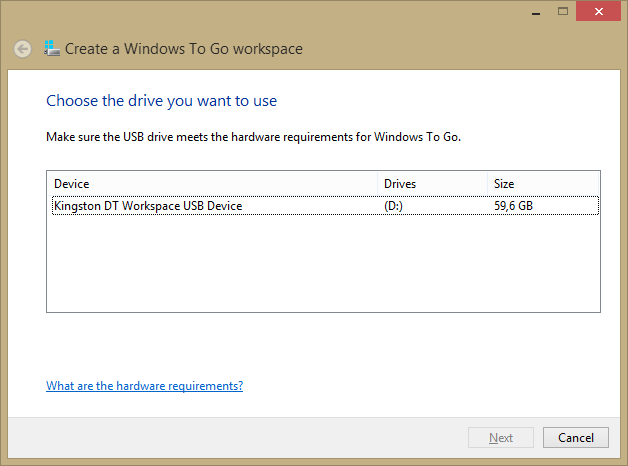 Create a Windows To Go workspace
Choose the drive you want to use
Make sure the USB drive meets the hardware requirements for Windows To Go.
Device Drives Size
Kingston DT Workspace USB Device (D:) 59,6 GB
What are the hardware requirements?
Next Cancel